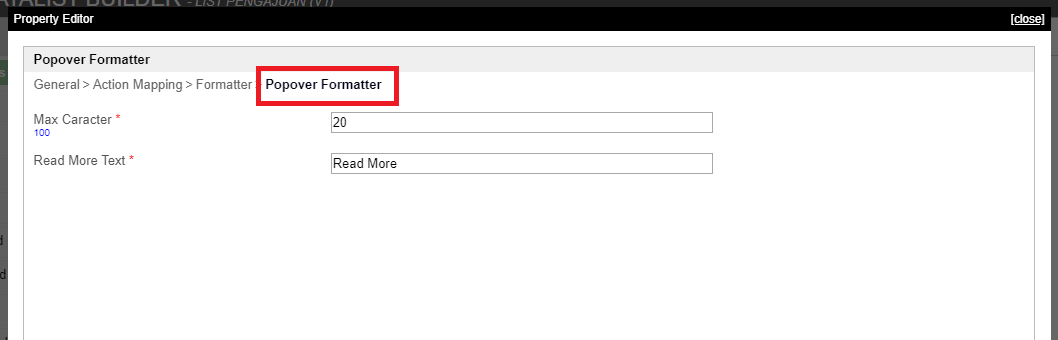 DATALIST BUILDER - LIST PENGAJUAN (V1)
Property Editor [close]
Popover Formatter
General > Action Mapping > Formatter > Popover Formatter
Max Caracter * 20
100
Read More Text * Read More